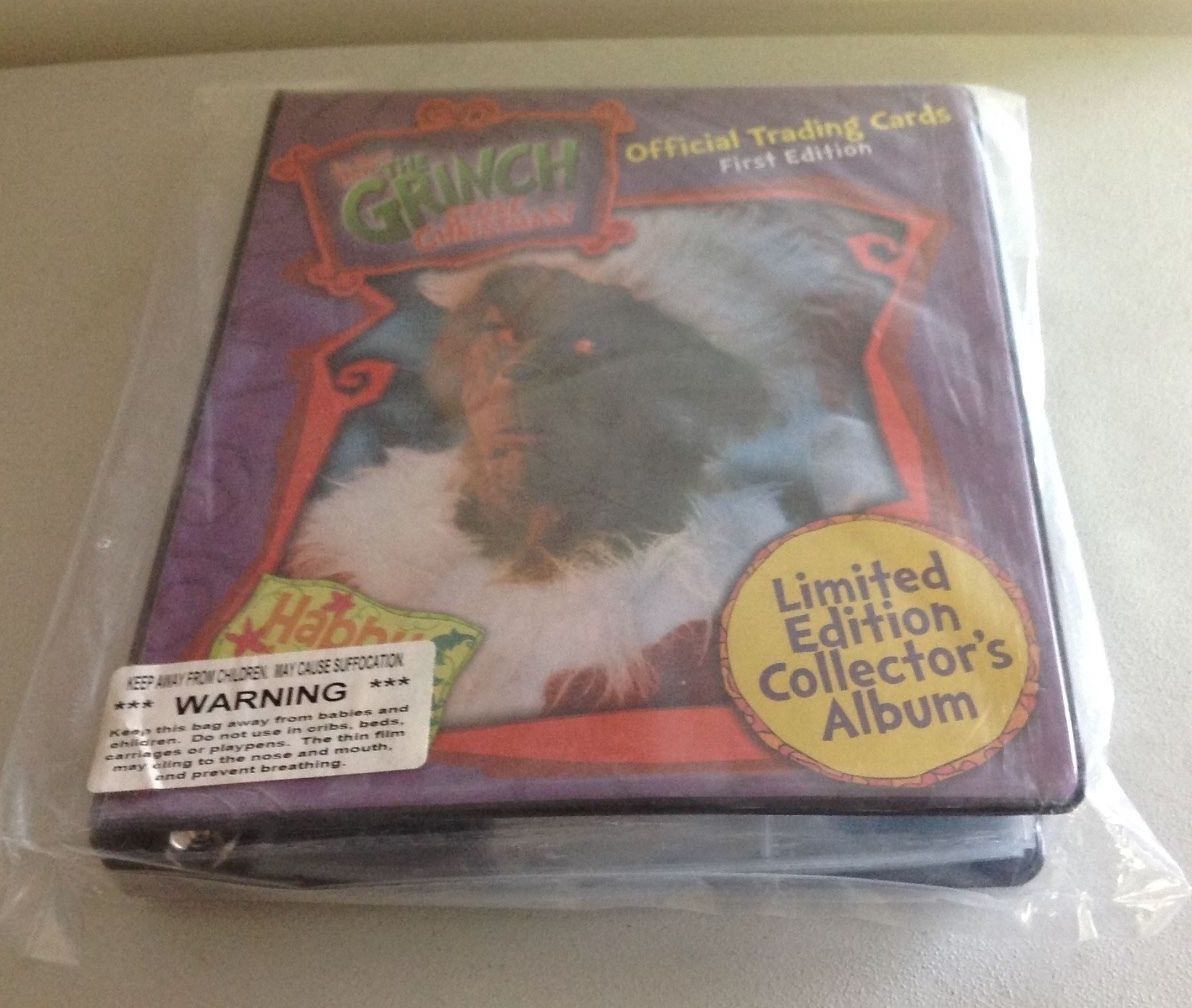 Official Trading Cards
First Edition
THE
GRINCH
Limited
Edition
Collector's
Album
Happy
KEEP AWAY FROM CHILDREN. MAY CAUSE SUFFOCATION.
*** WARNING ***
Keep this bag away from babies and
children. Do not use in cribs, beds,
carriages or playpens. The thin film
may cling to the nose and mouth,
and prevent breathing.